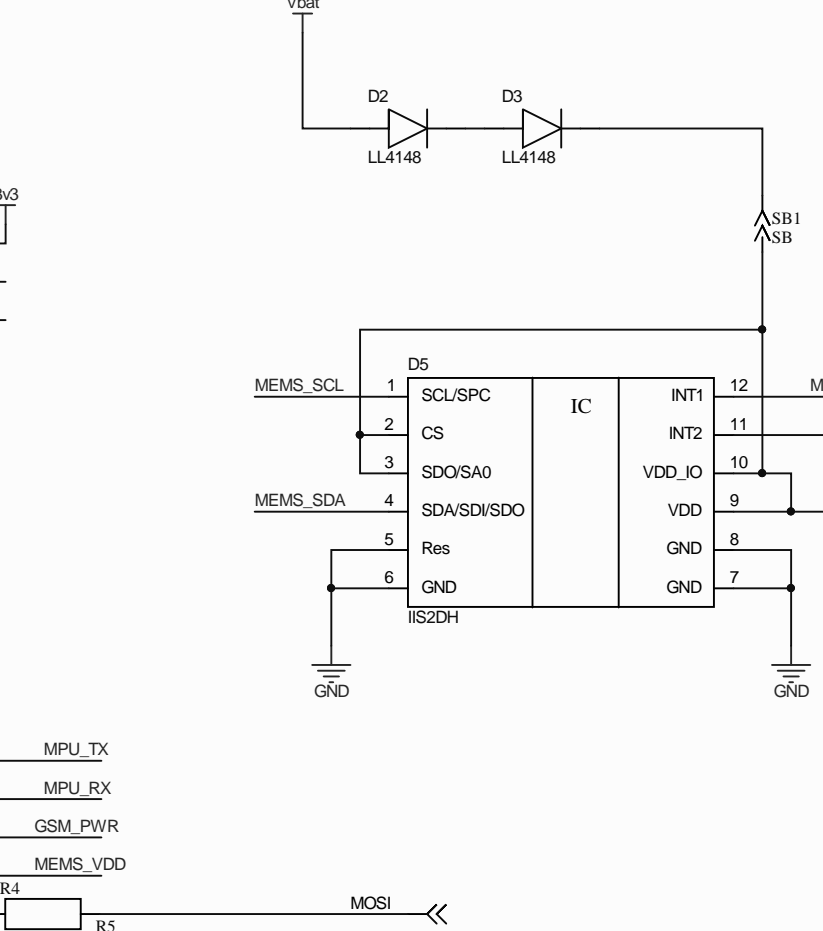 Vbat
D2 D3
LL4148 LL4148
3v3
SB1
SB
D5
MEMS_SCL 1 SCL/SPC IC INT1 12 M
2 CS INT2 11
3 SDO/SA0 VDD_IO 10
MEMS_SDA 4 SDA/SDI/SDO VDD 9
5 Res GND 8
6 GND GND 7
IIS2DH
GND GND
MPU_TX
MPU_RX
GSM_PWR
MEMS_VDD
R4
MOSI
R5